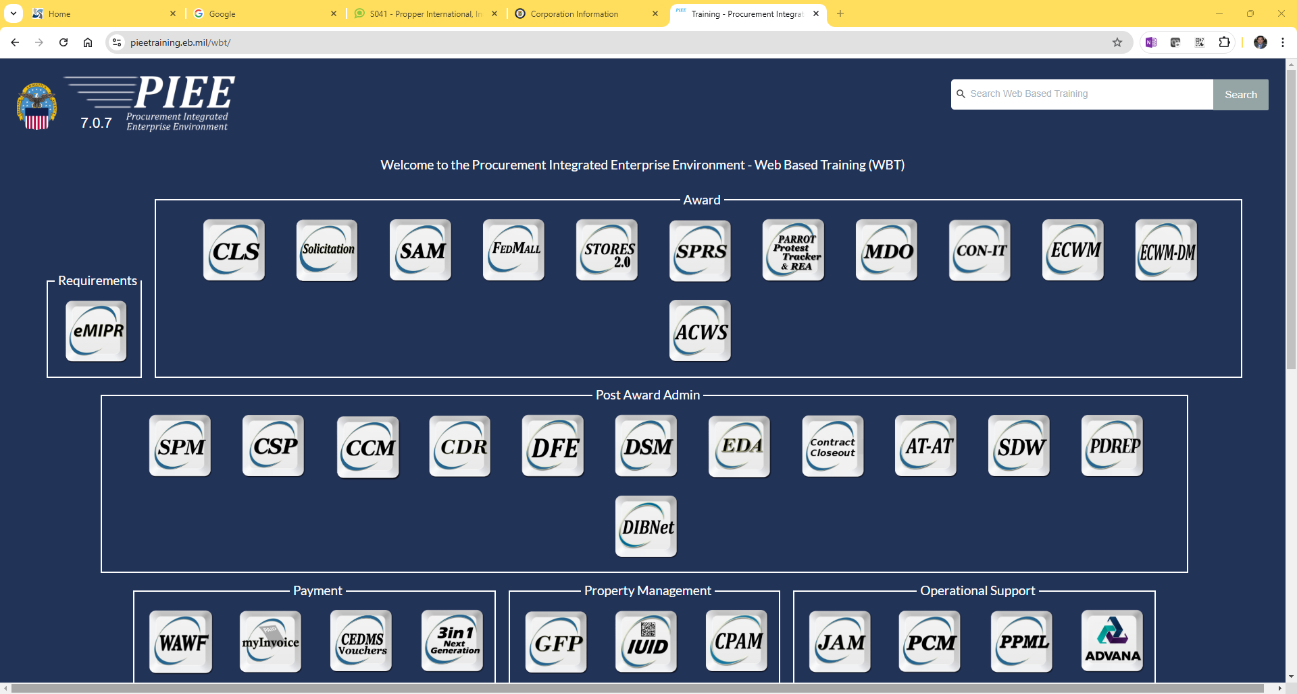 Home
Google
5041 - Propper International, In
Corporation Information
PIEE
Training - Procurement Integrat
pieetraining.eb.mil/wbt/
PIEE
7.0.7
Procurement Integrated
Enterprise Environment
Search Web Based Training
Search
Welcome to the Procurement Integrated Enterprise Environment - Web Based Training (WBT)
Requirements
eMIPR
Award
CLS
Solicitation
SAM
FEDMALL
STORES
2.0
SPRS
PARROT
Protest
Tracker
& REA
MDO
CON-IT
ECWM
ECWM-DM
ACWS
Post Award Admin
SPM
CSP
CCM
CDR
DFE
DSM
EDA
Contract
Closeout
AT-AT
SDW
PDREP
DIBNet
Payment
WAWF
myInvoice
CEDMS
Vouchers
3in1
Next
Generation
Property Management
GFP
IUID
CPAM
Operational Support
JAM
PCM
PPML
ADVANA